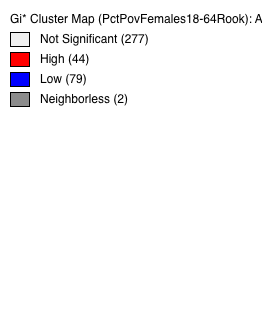 Gi* Cluster Map (PctPovFemales18-64Rook): A
Not Significant (277)
High (44)
Low (79)
Neighborless (2)